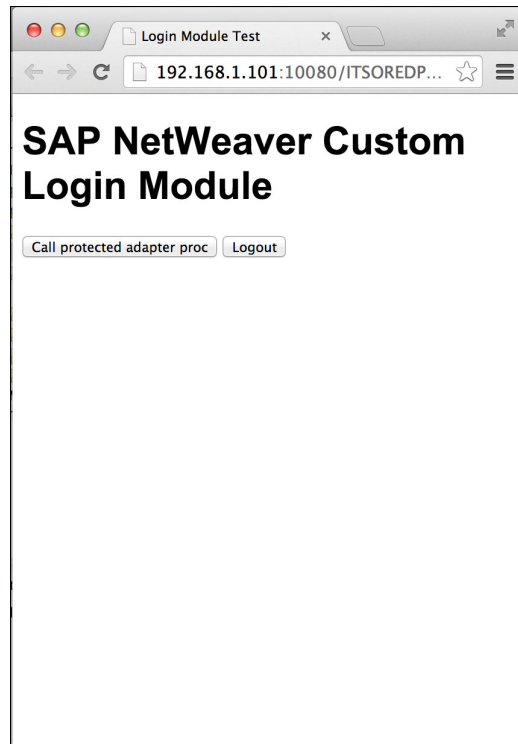 Login Module Test
192.168.1.101:10080/ITSOREDP...
SAP NetWeaver Custom
Login Module
Call protected adapter proc Logout